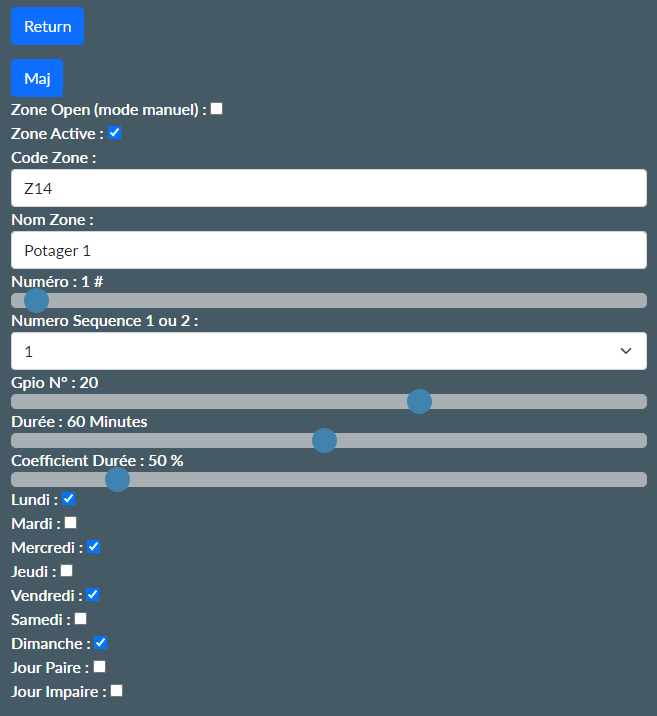 Return
Maj
Zone Open (mode manuel) :
Zone Active :
Code Zone :
Z14
Nom Zone :
Potager 1
Numéro : 1 #
Numero Sequence 1 ou 2 :
1
Gpio N° : 20
Durée : 60 Minutes
Coefficient Durée : 50 %
Lundi :
Mardi :
Mercredi :
Jeudi :
Vendredi :
Samedi :
Dimanche :
Jour Paire :
Jour Impaire :